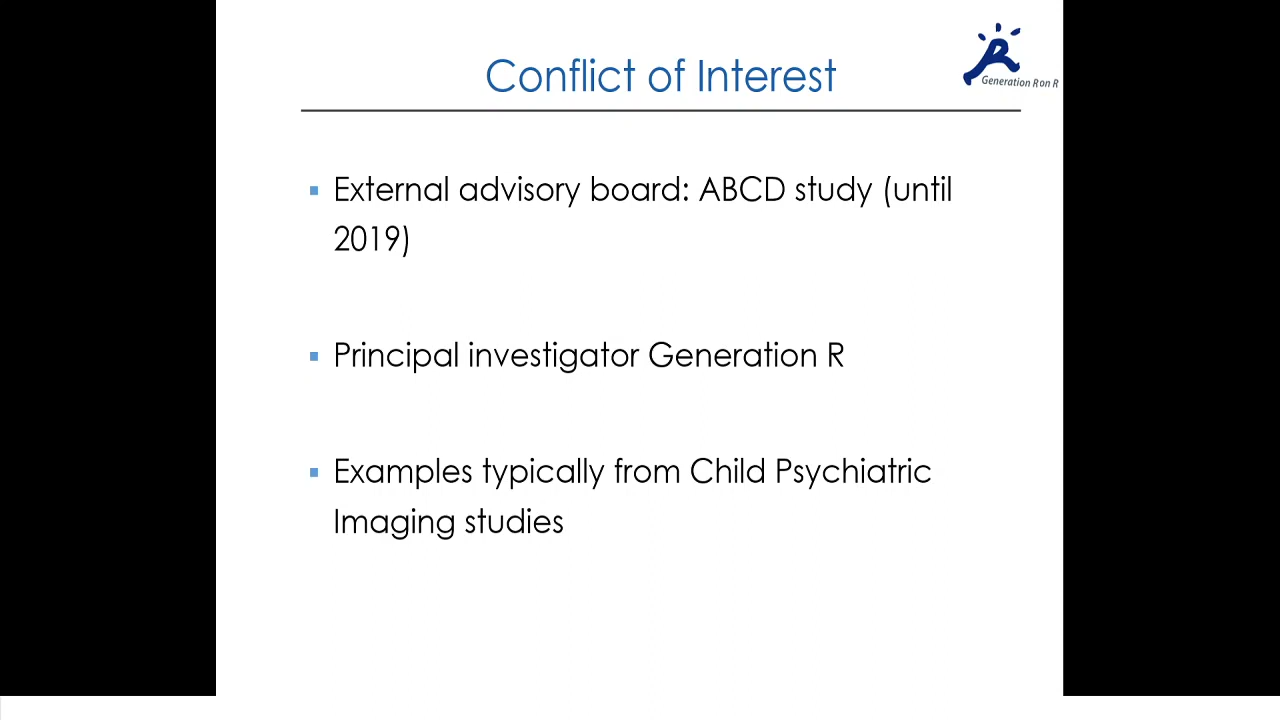 Conflict of Interest
Generation R on R
▪ External advisory board: ABCD study (until
2019)
▪ Principal investigator Generation R
▪ Examples typically from Child Psychiatric
Imaging studies